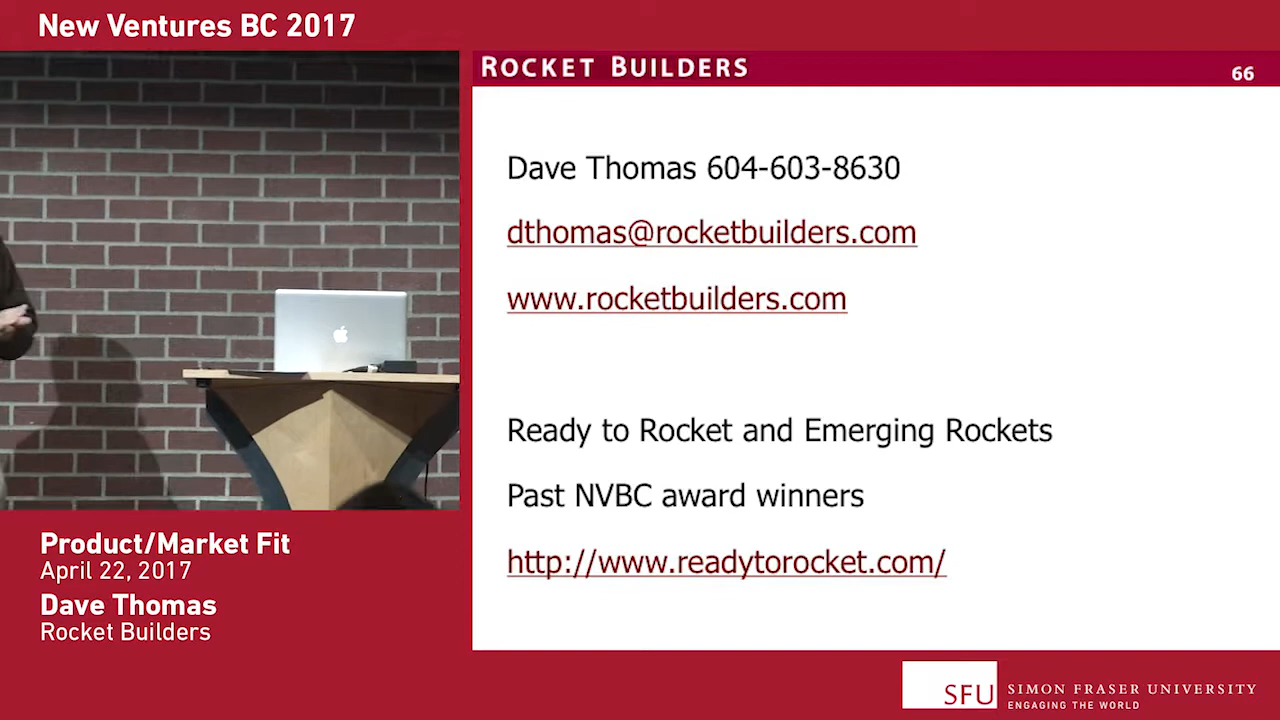 New Ventures BC 2017
ROCKET BUILDERS
66
Dave Thomas 604-603-8630
dthomas@rocketbuilders.com
www.rocketbuilders.com
Ready to Rocket and Emerging Rockets
Past NVBC award winners
http://www.readytorocket.com/
Product/Market Fit
April 22, 2017
Dave Thomas
Rocket Builders
SFU
SIMON FRASER UNIVERSITY
ENGAGING THE WORLD